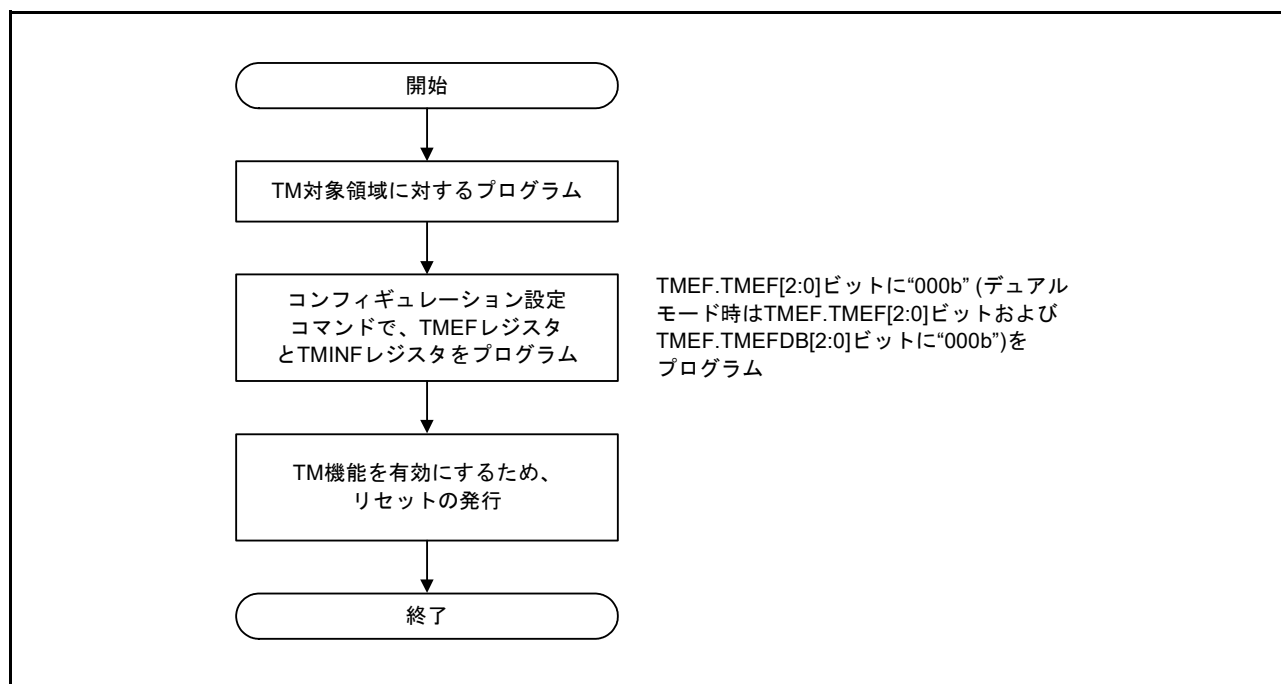 開始
TM対象領域に対するプログラム
コンフィギュレーション設定
コマンドで、TMEFレジスタ
とTMINFレジスタをプログラム
TMEF.TMEF[2:0]ビットに“000b” (デュアル
モード時はTMEF.TMEF[2:0]ビットおよび
TMEF.TMEFDB[2:0]ビットに“000b”)を
プログラム
TM機能を有効にするため、
リセットの発行
終了